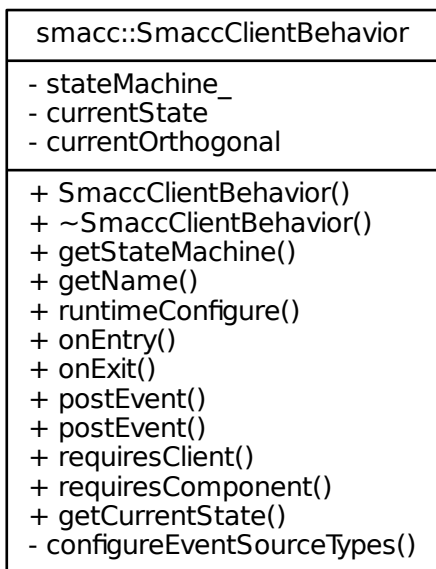 smacc::SmaccClientBehavior
- stateMachine_
- currentState
- currentOrthogonal
+ SmaccClientBehavior()
+ ~SmaccClientBehavior()
+ getStateMachine()
+ getName()
+ runtimeConfigure()
+ onEntry()
+ onExit()
+ postEvent()
+ postEvent()
+ requiresClient()
+ requiresComponent()
+ getCurrentState()
- configureEventSourceTypes()